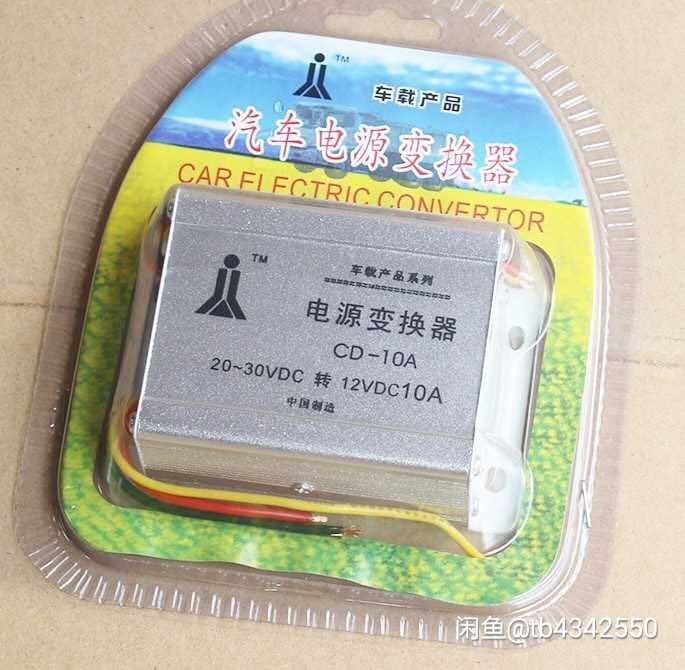 TM
车载产品
汽车电源变换器
CAR ELECTRIC CONVERTOR
TM
车载产品系列
电源变换器
CD-10A
20~30VDC 转 12VDC10A
中国制造
闲鱼@tb4342550